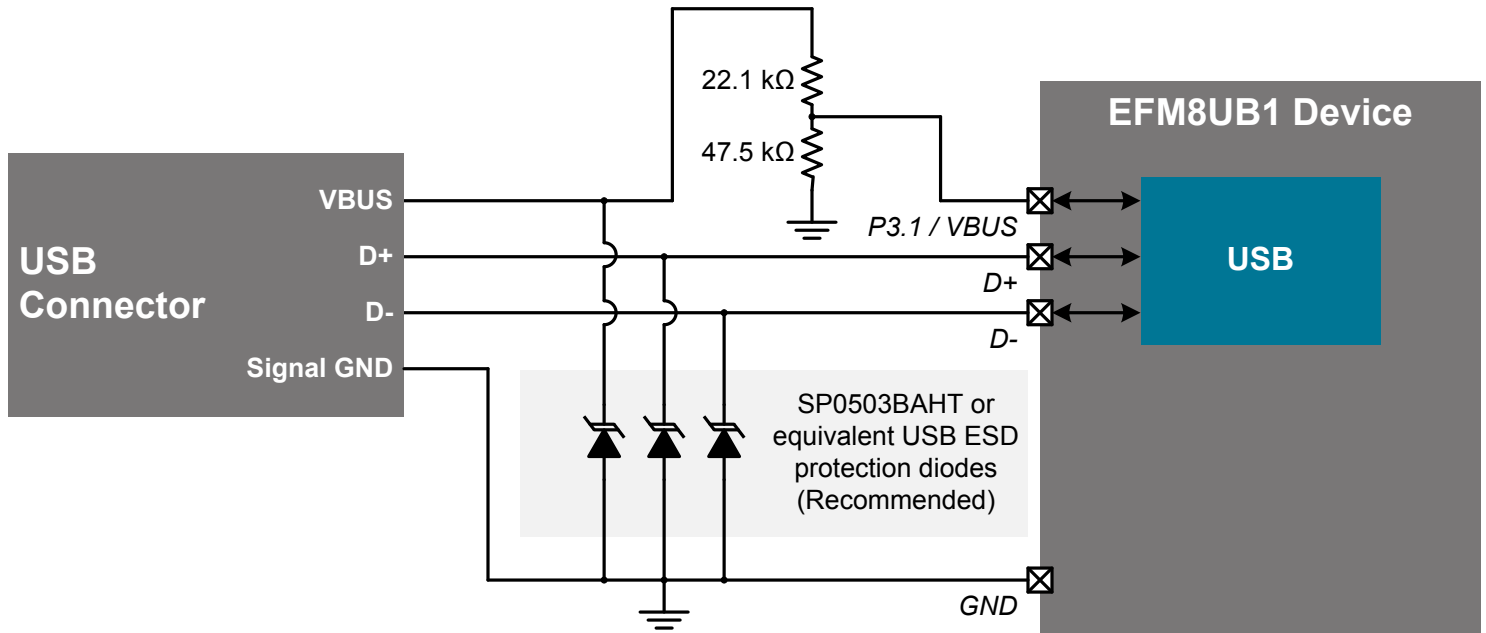 22.1 kΩ
47.5 kΩ
EFM8UB1 Device
USB
Connector
VBUS
D+
D-
Signal GND
P3.1 / VBUS
D+
D-
USB
SP0503BAHT or
equivalent USB ESD
protection diodes
(Recommended)
GND